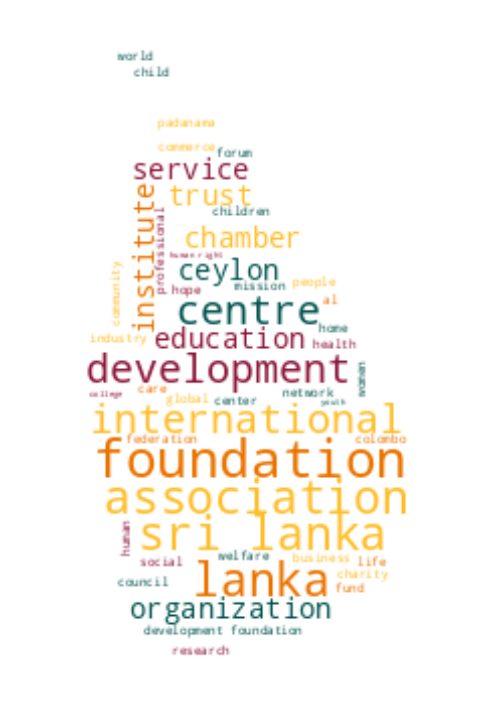 world
child
padanama
commerce
forum
service
institute
trust
professional
children
chamber
human right
ceylon
community
hope
mission
people
al
centre
home
industry
education
health
development
women
college
care
global
center
network
youth
international
federation
colombo
foundation
association
human
sri lanka
social
welfare
business
life
council
lanka
charity
fund
organization
development foundation
research